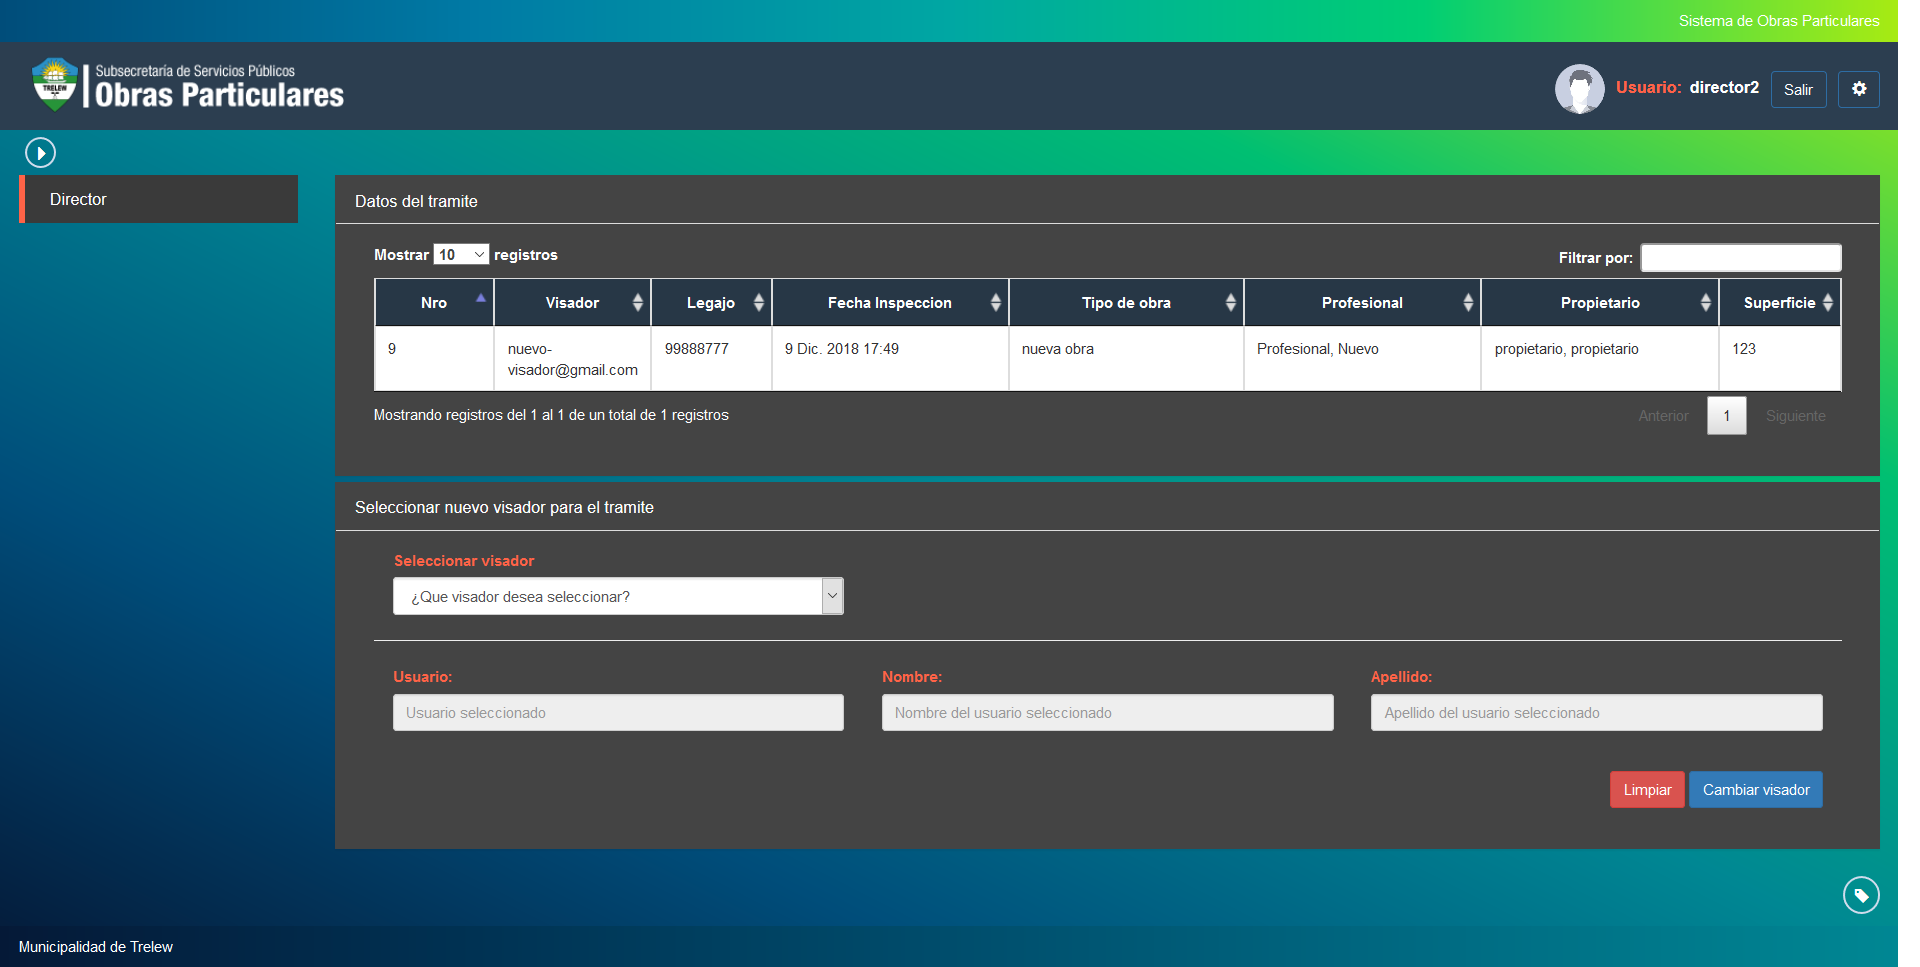 Sistema de Obras Particulares
TRELEW
Subsecretaría de Servicios Públicos
Obras Particulares
Usuario: director2 Salir
Director
Datos del tramite
Mostrar 10 registros
Filtrar por:
Nro Visador Legajo Fecha Inspeccion Tipo de obra Profesional Propietario Superficie
9 nuevo- 99888777 9 Dic. 2018 17:49 nueva obra Profesional, Nuevo propietario, propietario 123
visador@gmail.com
Mostrando registros del 1 al 1 de un total de 1 registros
Anterior 1 Siguiente
Seleccionar nuevo visador para el tramite
Seleccionar visador
¿Que visador desea seleccionar?
Usuario: Nombre: Apellido:
Usuario seleccionado Nombre del usuario seleccionado Apellido del usuario seleccionado
Limpiar Cambiar visador
Municipalidad de Trelew